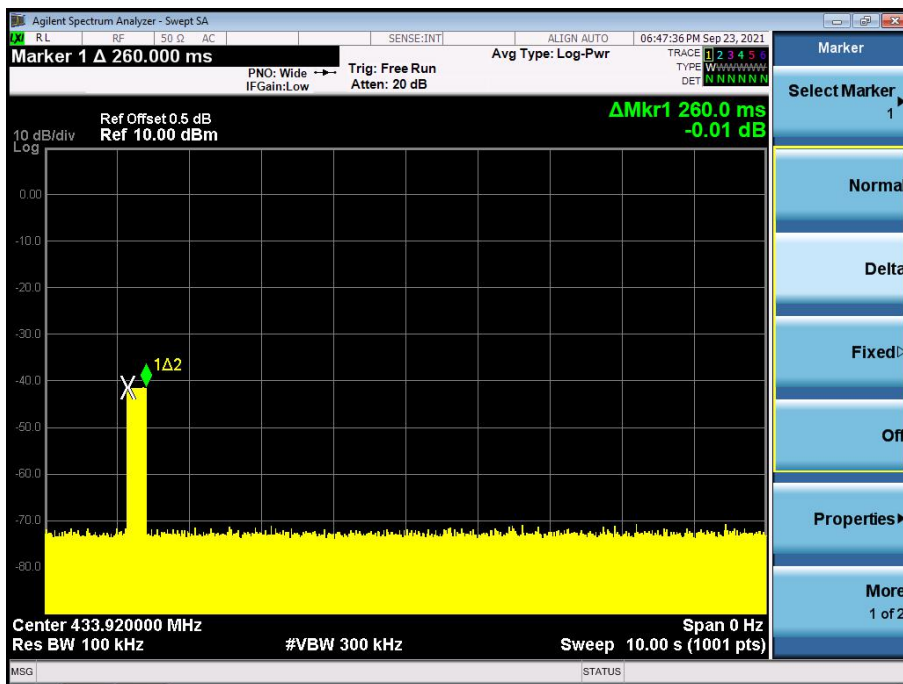 Agilent Spectrum Analyzer - Swept SA
LXI RL RF 50 Ω AC SENSE:INT ALIGN AUTO 06:47:36 PM Sep 23, 2021
Marker 1 Δ 260.000 ms
PNO: Wide
IFGain:Low
Trig: Free Run
Atten: 20 dB
Avg Type: Log-Pwr
TRACE 1 2 3 4 5 6
TYPE WWWWWW
DET N N N N N N
Ref Offset 0.5 dB
10 dB/div Ref 10.00 dBm
Log
ΔMkr1 260.0 ms
-0.01 dB
0.00
-10.0
-20.0
-30.0
-40.0
-50.0
-60.0
-70.0
-80.0
1Δ2
Center 433.920000 MHz Span 0 Hz
Res BW 100 kHz #VBW 300 kHz Sweep 10.00 s (1001 pts)
MSG STATUS
Marker
Select Marker
1
Normal
Delta
Fixed
Off
Properties
More
1 of 2